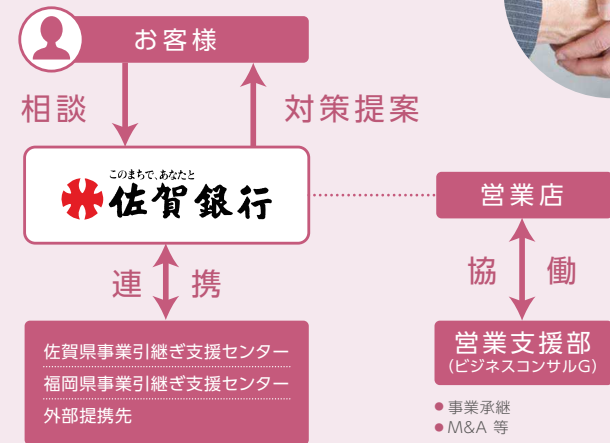 お客様
相談
対策提案
このまちで、あなたと
佐賀銀行
営業店
連携
協働
佐賀県事業引継ぎ支援センター
福岡県事業引継ぎ支援センター
外部提携先
営業支援部
(ビジネスコンサルG)
●事業承継
●M&A 等